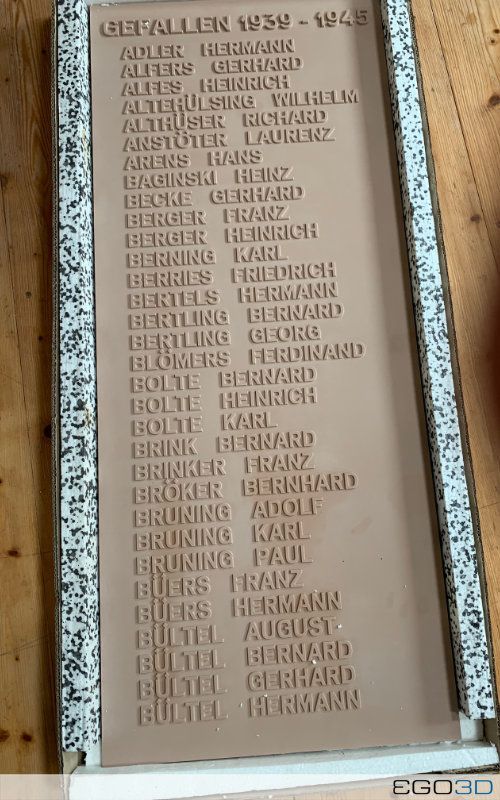 GEFALLEN 1939 - 1945
ADLER HERMANN
ALFERS GERHARD
ALFES HEINRICH
ALTEHÜLSING WILHELM
ALTHÜSER RICHARD
ANSTÖTER LAURENZ
ARENS HANS
BAGINSKI HEINZ
BECKE GERHARD
BERGER FRANZ
BERGER HEINRICH
BERNING KARL
BERRIES FRIEDRICH
BERTELS HERMANN
BERTLING BERNARD
BERTLING GEORG
BLÖMERS FERDINAND
BOLTE BERNARD
BOLTE HEINRICH
BOLTE KARL
BRINK BERNARD
BRINKER FRANZ
BRÖKER BERNHARD
BRUNING ADOLF
BRUNING KARL
BRUNING PAUL
BÜERS FRANZ
BÜERS HERMANN
BÜLTEL AUGUST
BÜLTEL BERNARD
BÜLTEL GERHARD
BÜLTEL HERMANN
EGO3D